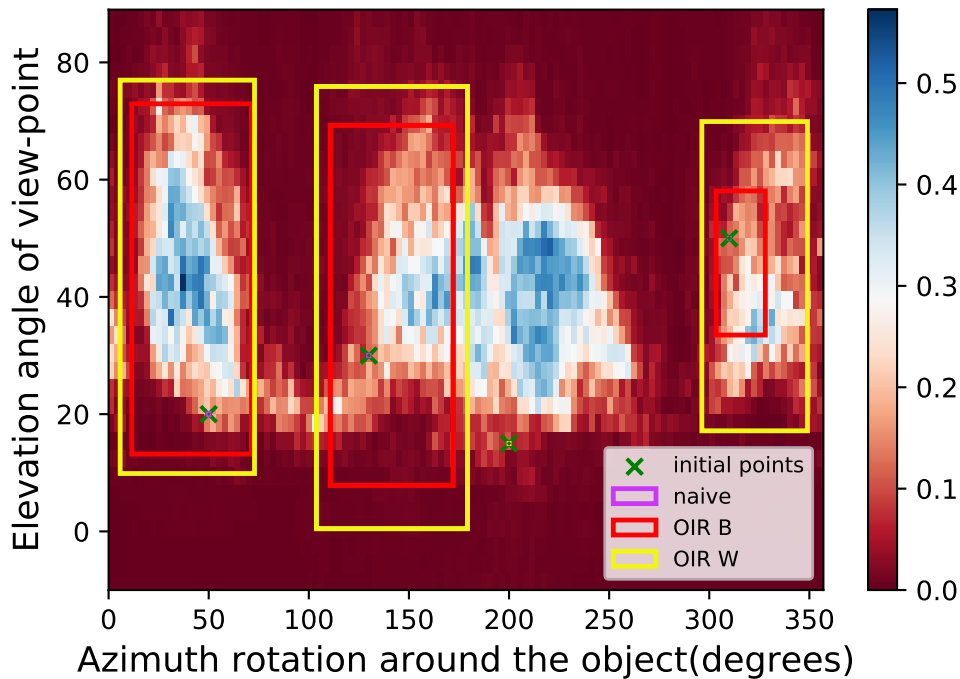 Elevation angle of view-point
80
60
40
20
0
0 50 100 150 200 250 300 350
Azimuth rotation around the object(degrees)
initial points
naive
OIR B
OIR W
0.5
0.4
0.3
0.2
0.1
0.0